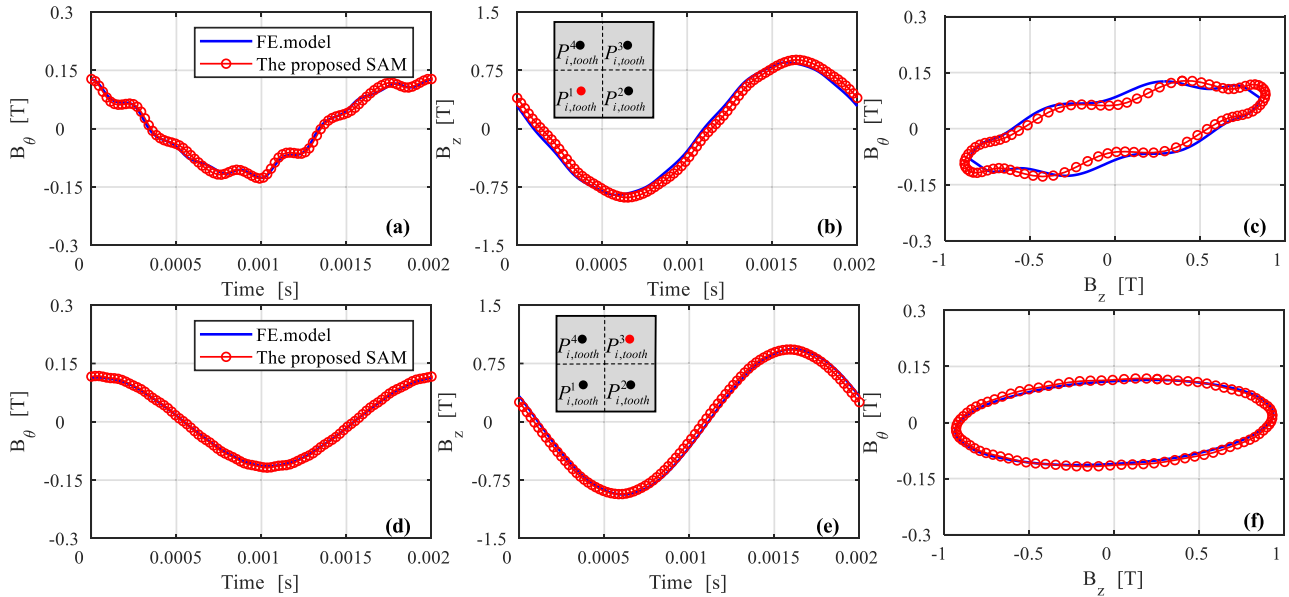 0.3
0.15
0
-0.15
-0.3
B_θ [T]
FE.model
The proposed SAM
(a)
0 0.0005 0.001 0.0015 0.002
Time [s]
1.5
0.75
0
-0.75
-1.5
B_z [T]
P^4_{i,tooth} P^3_{i,tooth}
P^1_{i,tooth} P^2_{i,tooth}
(b)
0 0.0005 0.001 0.0015 0.002
Time [s]
0.3
0.15
0
-0.15
-0.3
B_θ [T]
(c)
-1 -0.5 0 0.5 1
B_z [T]
0.3
0.15
0
-0.15
-0.3
B_θ [T]
FE.model
The proposed SAM
(d)
0 0.0005 0.001 0.0015 0.002
Time [s]
1.5
0.75
0
-0.75
-1.5
B_z [T]
P^4_{i,tooth} P^3_{i,tooth}
P^1_{i,tooth} P^2_{i,tooth}
(e)
0 0.0005 0.001 0.0015 0.002
Time [s]
0.3
0.15
0
-0.15
-0.3
B_θ [T]
(f)
-1 -0.5 0 0.5 1
B_z [T]